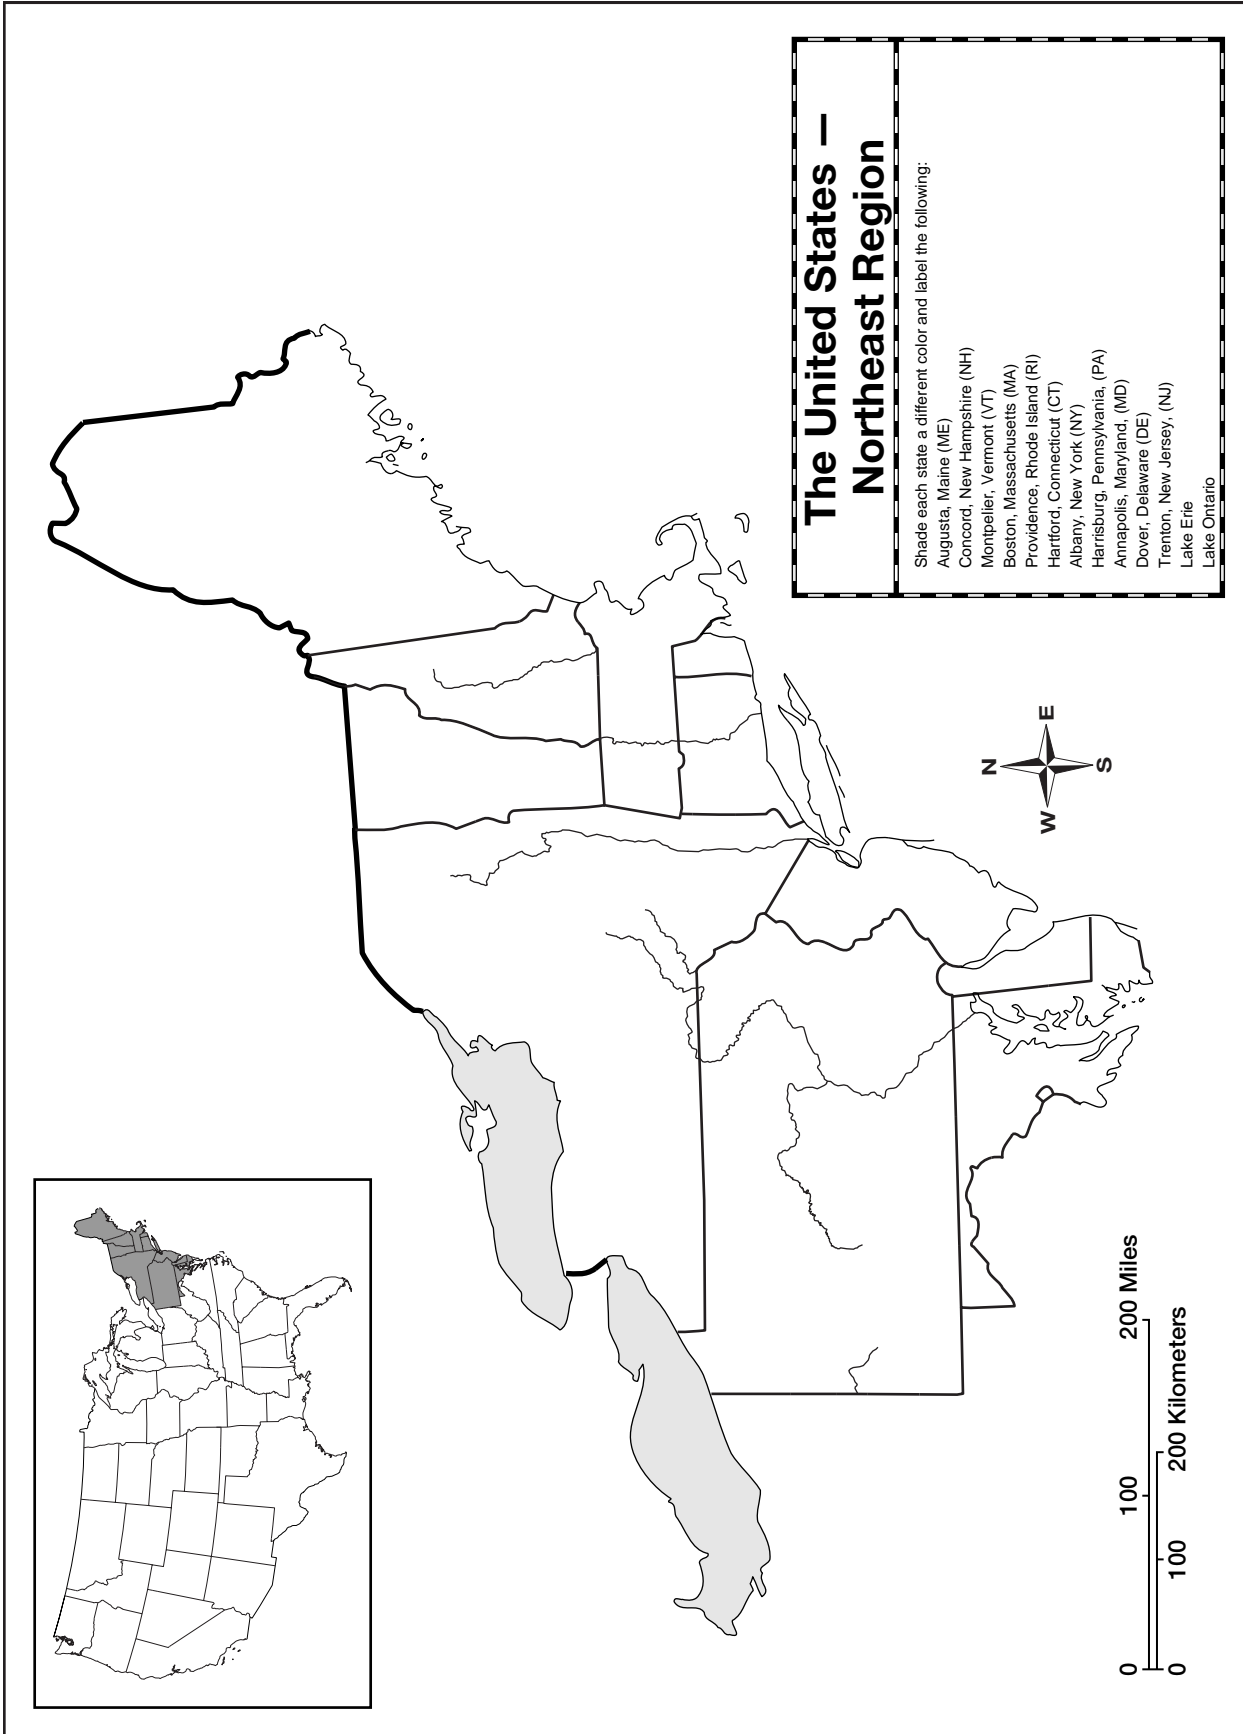 The United States —
Northeast Region
Shade each state a different color and label the following:
Augusta, Maine (ME)
Concord, New Hampshire (NH)
Montpelier, Vermont (VT)
Boston, Massachusetts (MA)
Providence, Rhode Island (RI)
Hartford, Connecticut (CT)
Albany, New York (NY)
Harrisburg, Pennsylvania, (PA)
Annapolis, Maryland, (MD)
Dover, Delaware (DE)
Trenton, New Jersey, (NJ)
Lake Erie
Lake Ontario
N
W E
S
0 100 200 Miles
0 100 200 Kilometers